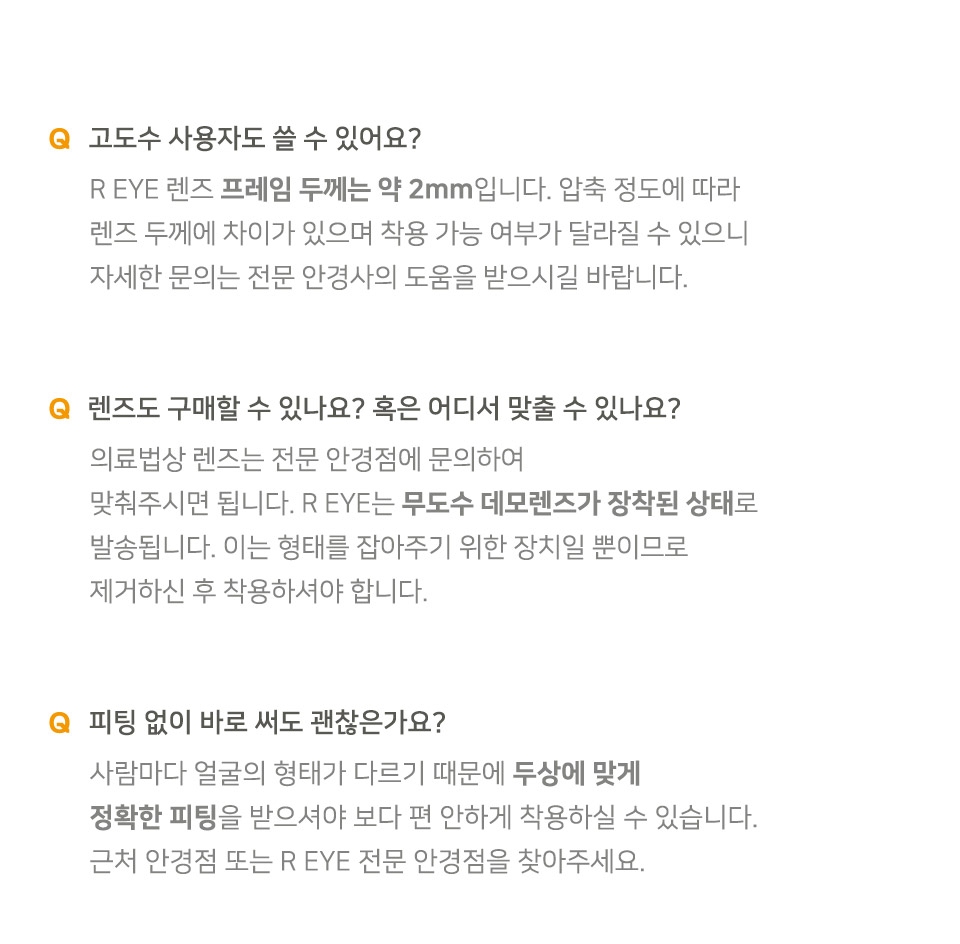 Q 고도수 사용자도 쓸 수 있어요?
R EYE 렌즈 프레임 두께는 약 2mm입니다. 압축 정도에 따라
렌즈 두께에 차이가 있으며 착용 가능 여부가 달라질 수 있으니
자세한 문의는 전문 안경사의 도움을 받으시길 바랍니다.
Q 렌즈도 구매할 수 있나요? 혹은 어디서 맞출 수 있나요?
의료법상 렌즈는 전문 안경점에 문의하여
맞춰주시면 됩니다. R EYE는 무도수 데모렌즈가 장착된 상태로
발송됩니다. 이는 형태를 잡아주기 위한 장치일 뿐이므로
제거하신 후 착용하셔야 합니다.
Q 피팅 없이 바로 써도 괜찮은가요?
사람마다 얼굴의 형태가 다르기 때문에 두상에 맞게
정확한 피팅을 받으셔야 보다 편 안하게 착용하실 수 있습니다.
근처 안경점 또는 R EYE 전문 안경점을 찾아주세요.